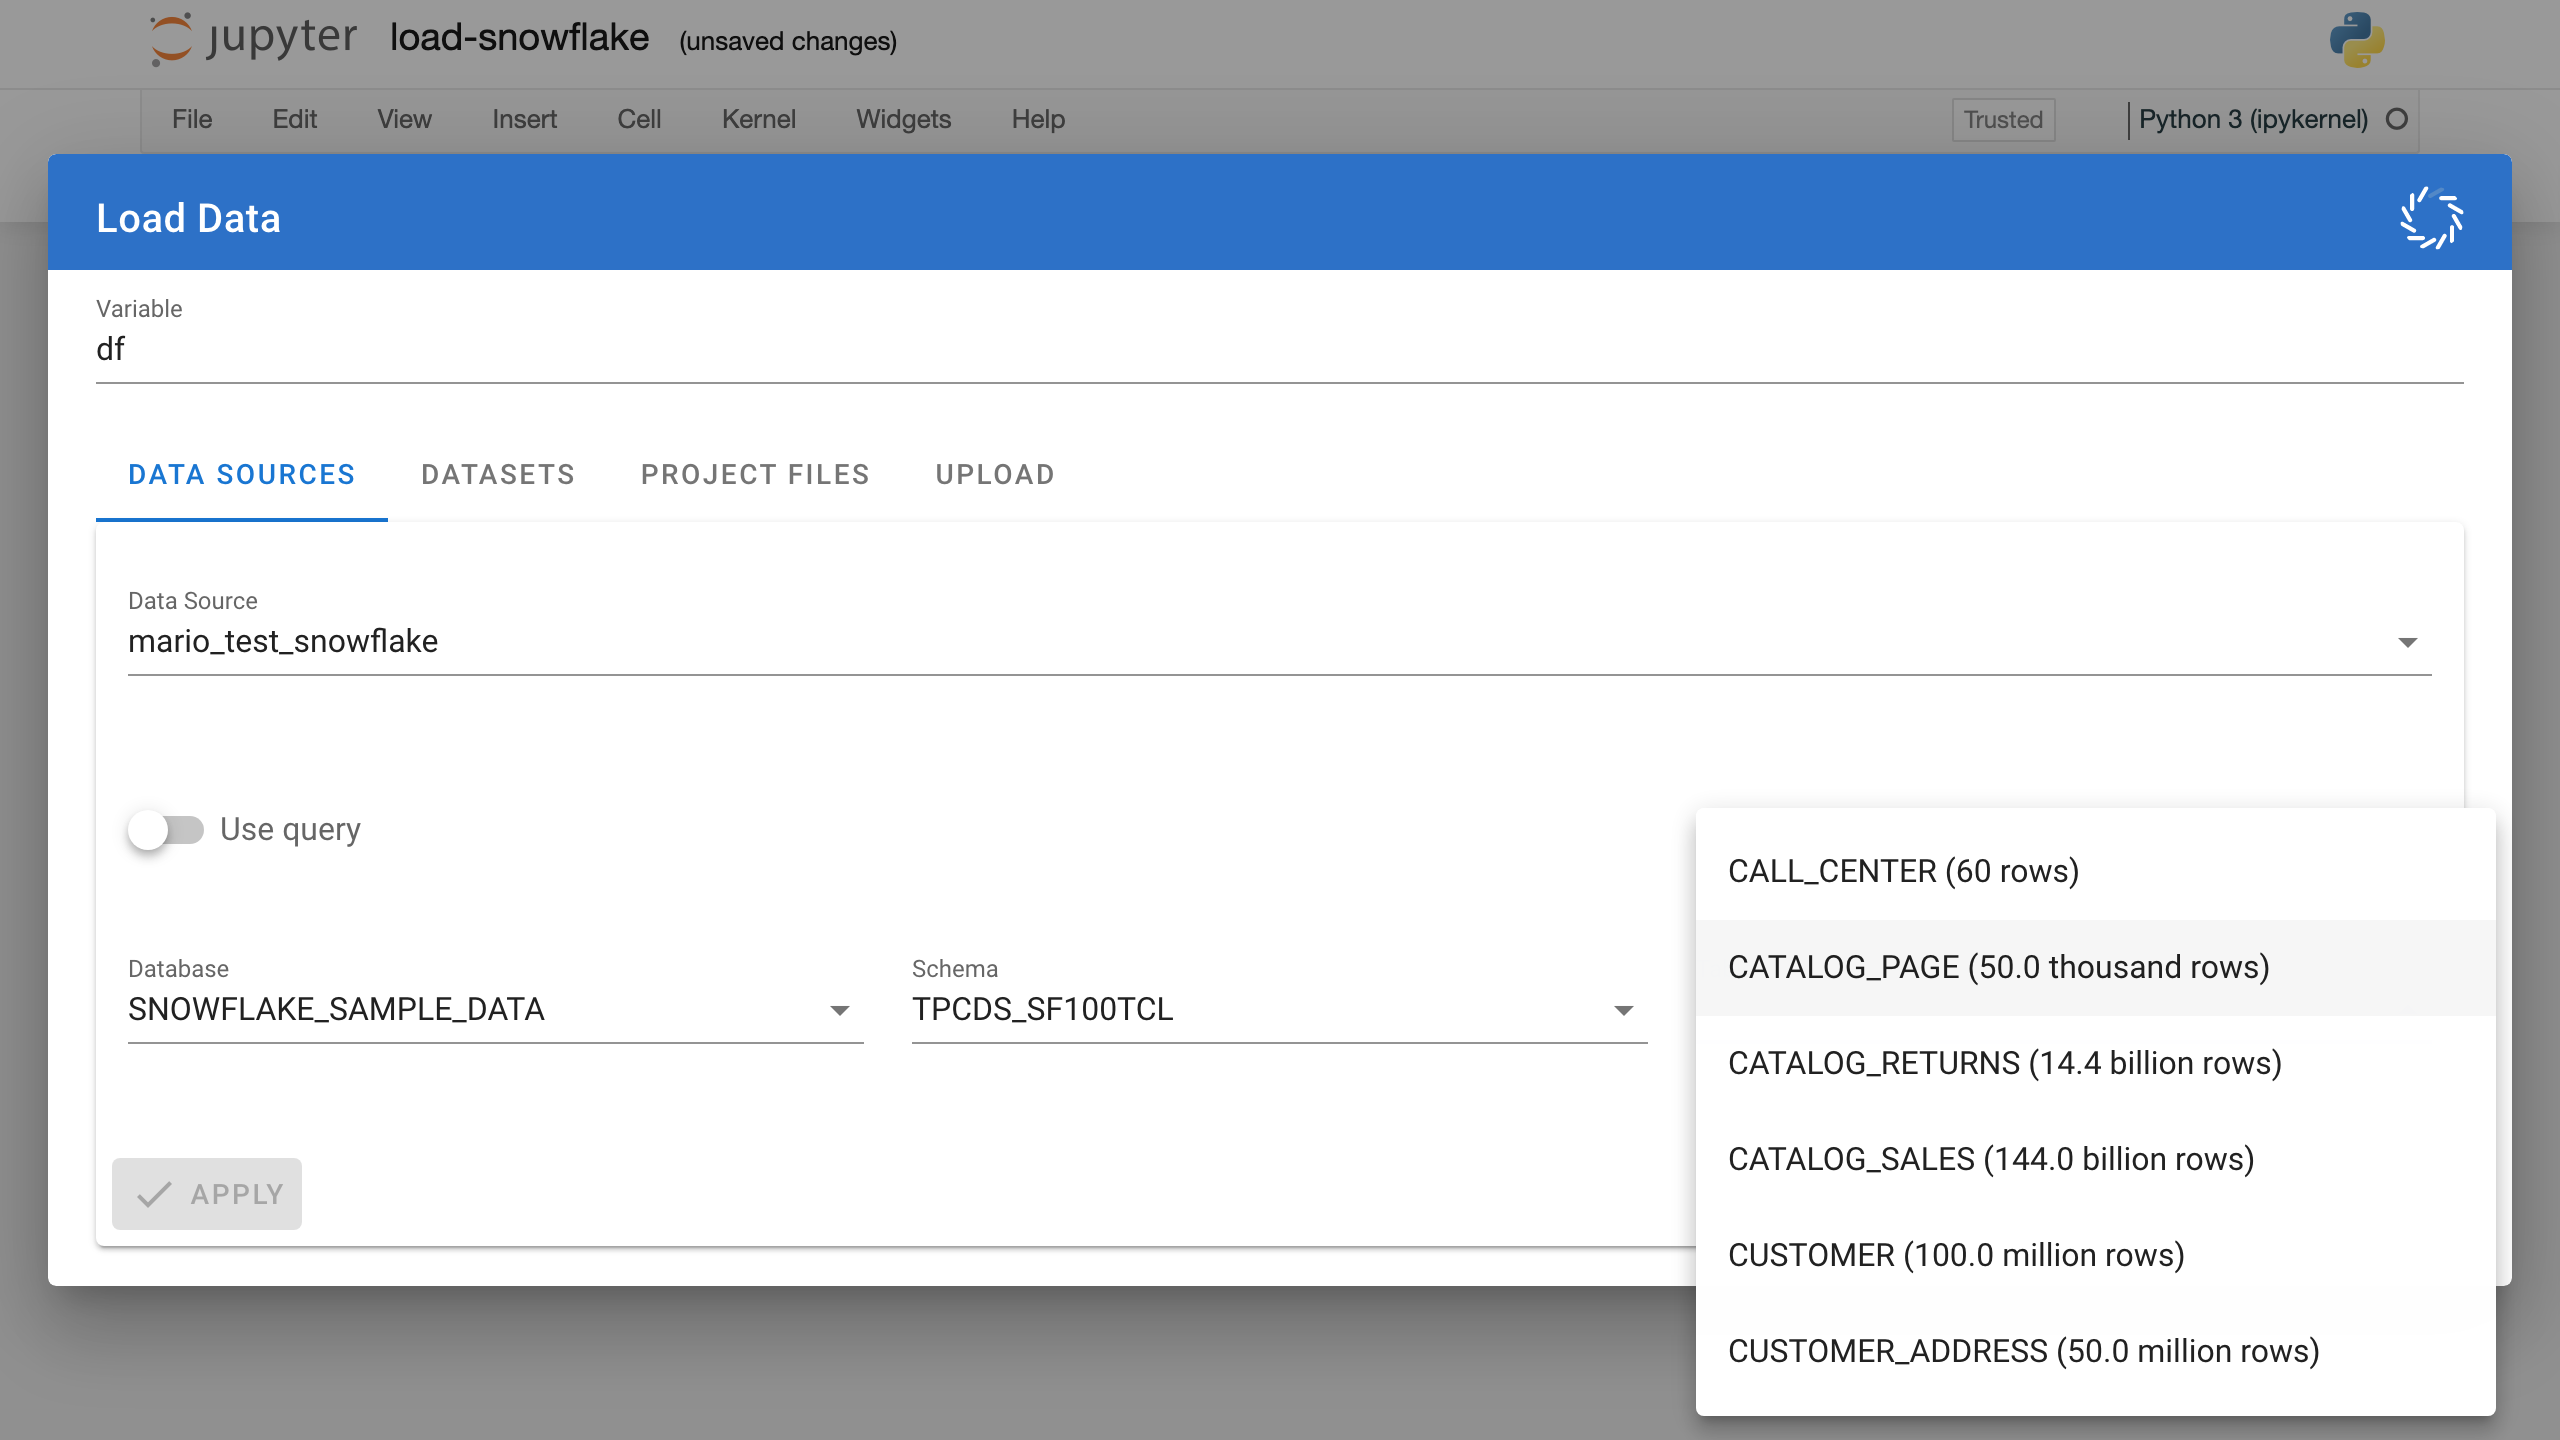 jupyter load-snowflake (unsaved changes)
File Edit View Insert Cell Kernel Widgets Help Trusted Python 3 (ipykernel)
Load Data
Variable
df
DATA SOURCES DATASETS PROJECT FILES UPLOAD
Data Source
mario_test_snowflake
Use query
Database
SNOWFLAKE_SAMPLE_DATA
Schema
TPCDS_SF100TCL
CALL_CENTER (60 rows)
CATALOG_PAGE (50.0 thousand rows)
CATALOG_RETURNS (14.4 billion rows)
CATALOG_SALES (144.0 billion rows)
CUSTOMER (100.0 million rows)
CUSTOMER_ADDRESS (50.0 million rows)
APPLY